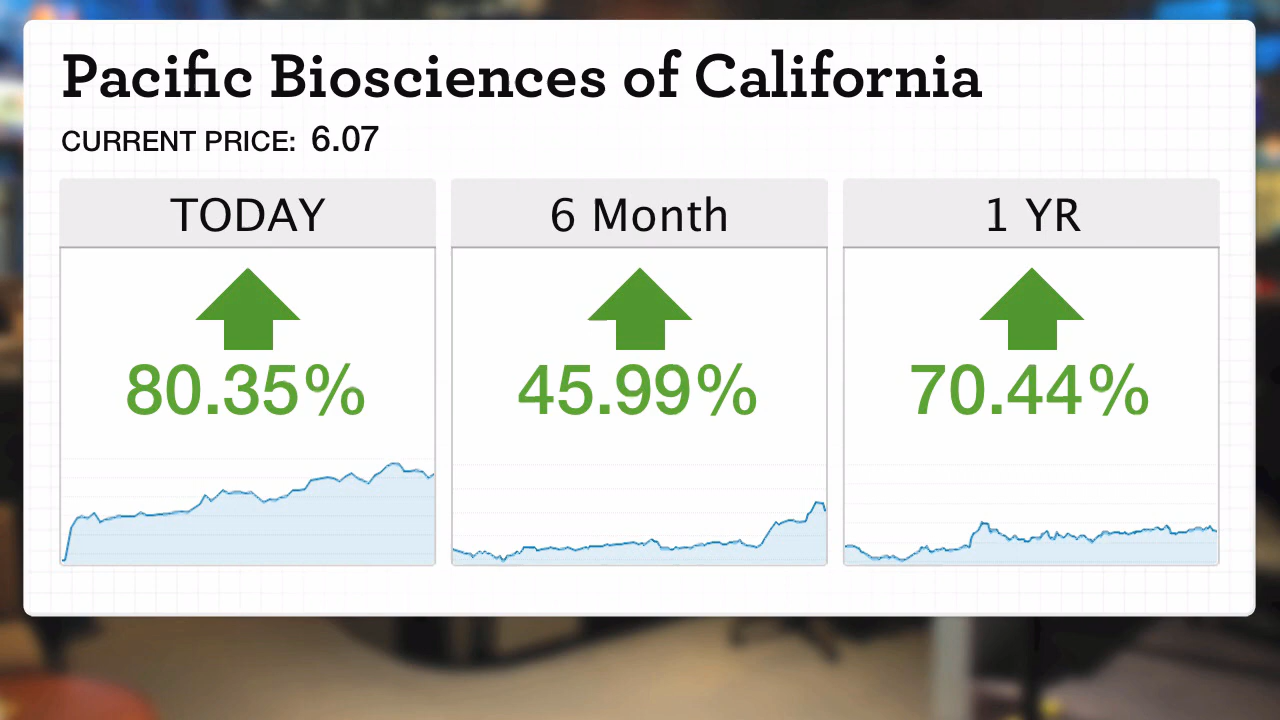 Pacific Biosciences of California
CURRENT PRICE: 6.07
TODAY
6 Month
1 YR
80.35%
45.99%
70.44%